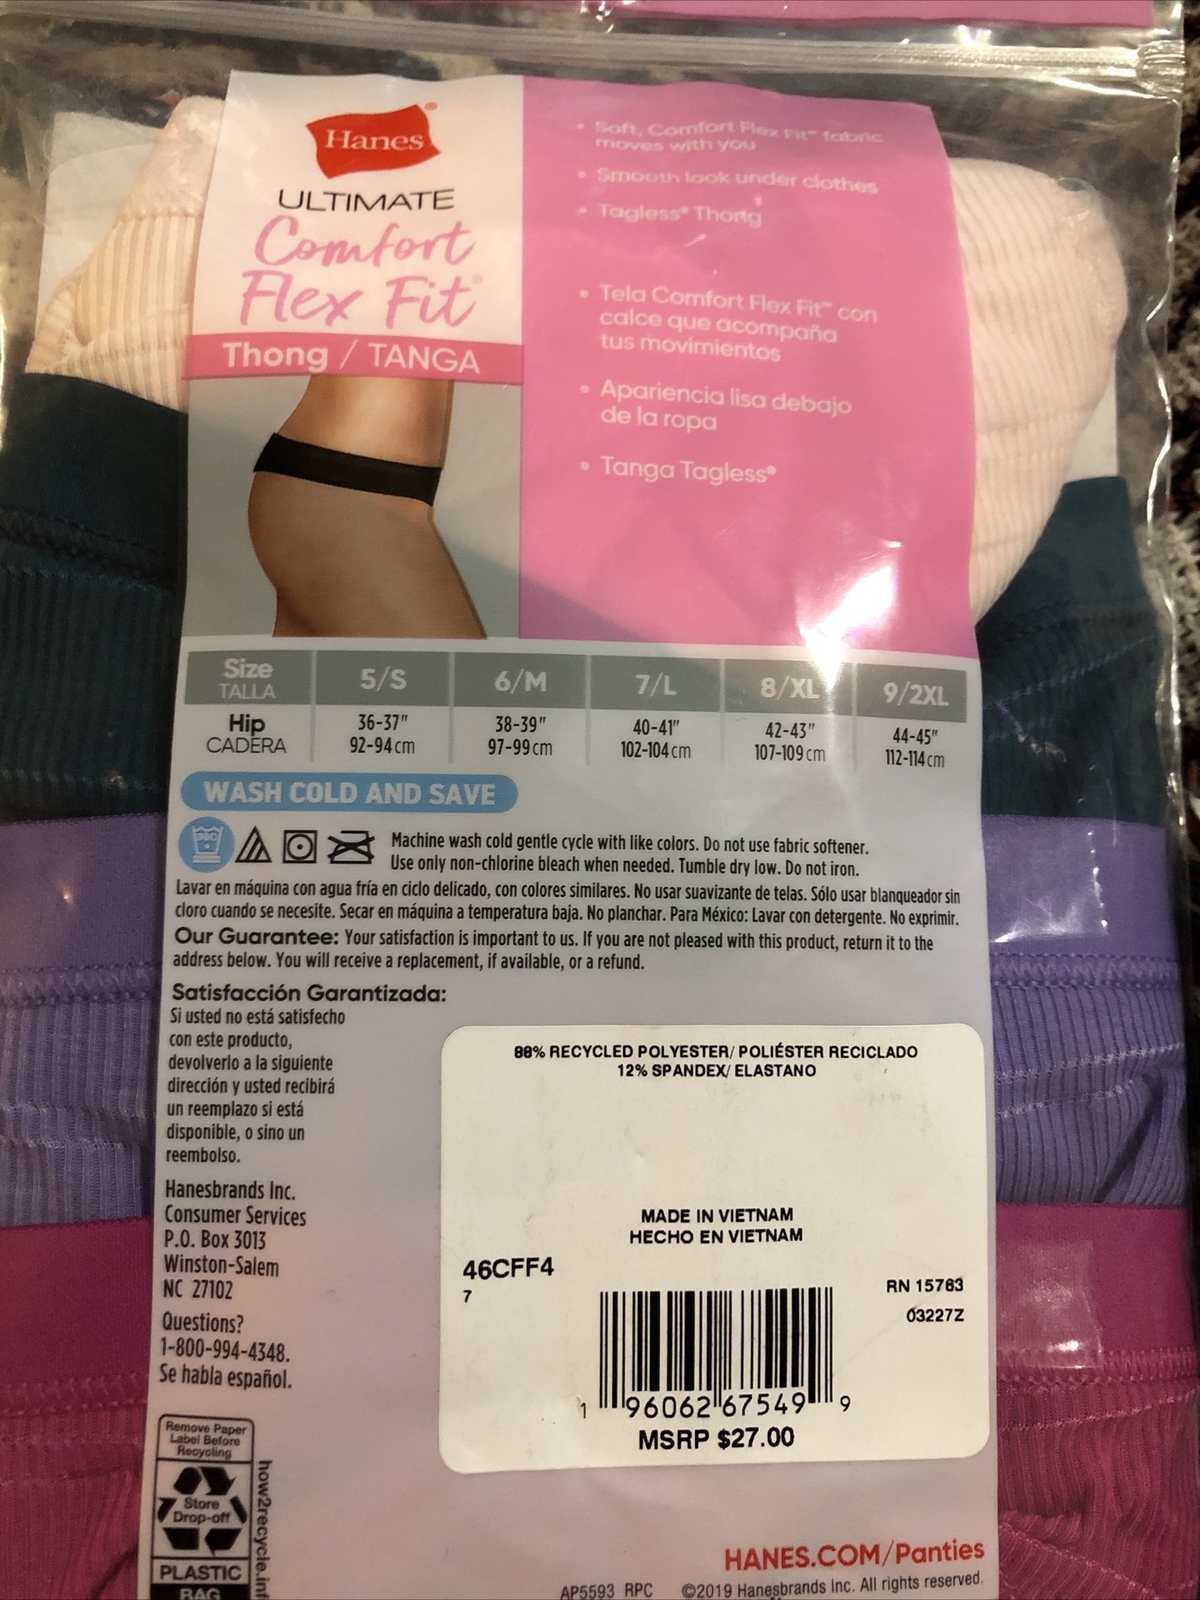 Hanes®
ULTIMATE
Comfort
Flex Fit®
Thong / TANGA
• Soft, Comfort Flex Fit™ fabric
moves with you
• Smooth look under clothes
• Tagless® Thong
• Tela Comfort Flex Fit™ con
calce que acompaña
tus movimientos
• Apariencia lisa debajo
de la ropa
• Tanga Tagless®
Size 5/S 6/M 7/L 8/XL 9/2XL
TALLA
Hip 36-37" 38-39" 40-41" 42-43" 44-45"
CADERA 92-94 cm 97-99 cm 102-104 cm 107-109 cm 112-114 cm
WASH COLD AND SAVE
30C
Machine wash cold gentle cycle with like colors. Do not use fabric softener.
Use only non-chlorine bleach when needed. Tumble dry low. Do not iron.
Lavar en máquina con agua fría en ciclo delicado, con colores similares. No usar suavizante de telas. Sólo usar blanqueador sin
cloro cuando se necesite. Secar en máquina a temperatura baja. No planchar. Para México: Lavar con detergente. No exprimir.
Our Guarantee: Your satisfaction is important to us. If you are not pleased with this product, return it to the
address below. You will receive a replacement, if available, or a refund.
Satisfacción Garantizada:
Si usted no está satisfecho
con este producto,
devolverlo a la siguiente
dirección y usted recibirá
un reemplazo si está
disponible, o sino un
reembolso.
Hanesbrands Inc.
Consumer Services
P.O. Box 3013
Winston-Salem
NC 27102
Questions?
1-800-994-4348.
Se habla español.
88% RECYCLED POLYESTER/ POLIÉSTER RECICLADO
12% SPANDEX/ ELASTANO
MADE IN VIETNAM
HECHO EN VIETNAM
46CFF4
7
RN 15763
03227Z
1 96062 67549 9
MSRP $27.00
Remove Paper
Label Before
Recycling
Store
Drop-off
PLASTIC
BAG
how2recycle.inf
HANES.COM/Panties
AP5593 RPC ©2019 Hanesbrands Inc. All rights reserved.